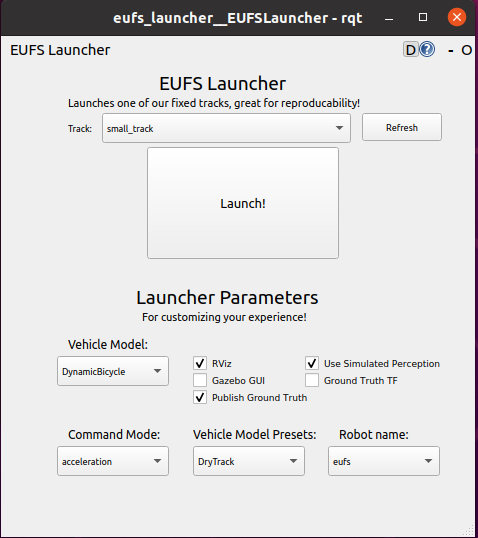 eufs_launcher__EUFSLauncher - rqt
EUFS Launcher
D ? - O
EUFS Launcher
Launches one of our fixed tracks, great for reproducability!
Track: small_track Refresh
Launch!
Launcher Parameters
For customizing your experience!
Vehicle Model:
DynamicBicycle
RViz
Use Simulated Perception
Gazebo GUI
Ground Truth TF
Publish Ground Truth
Command Mode: Vehicle Model Presets: Robot name:
acceleration DryTrack eufs